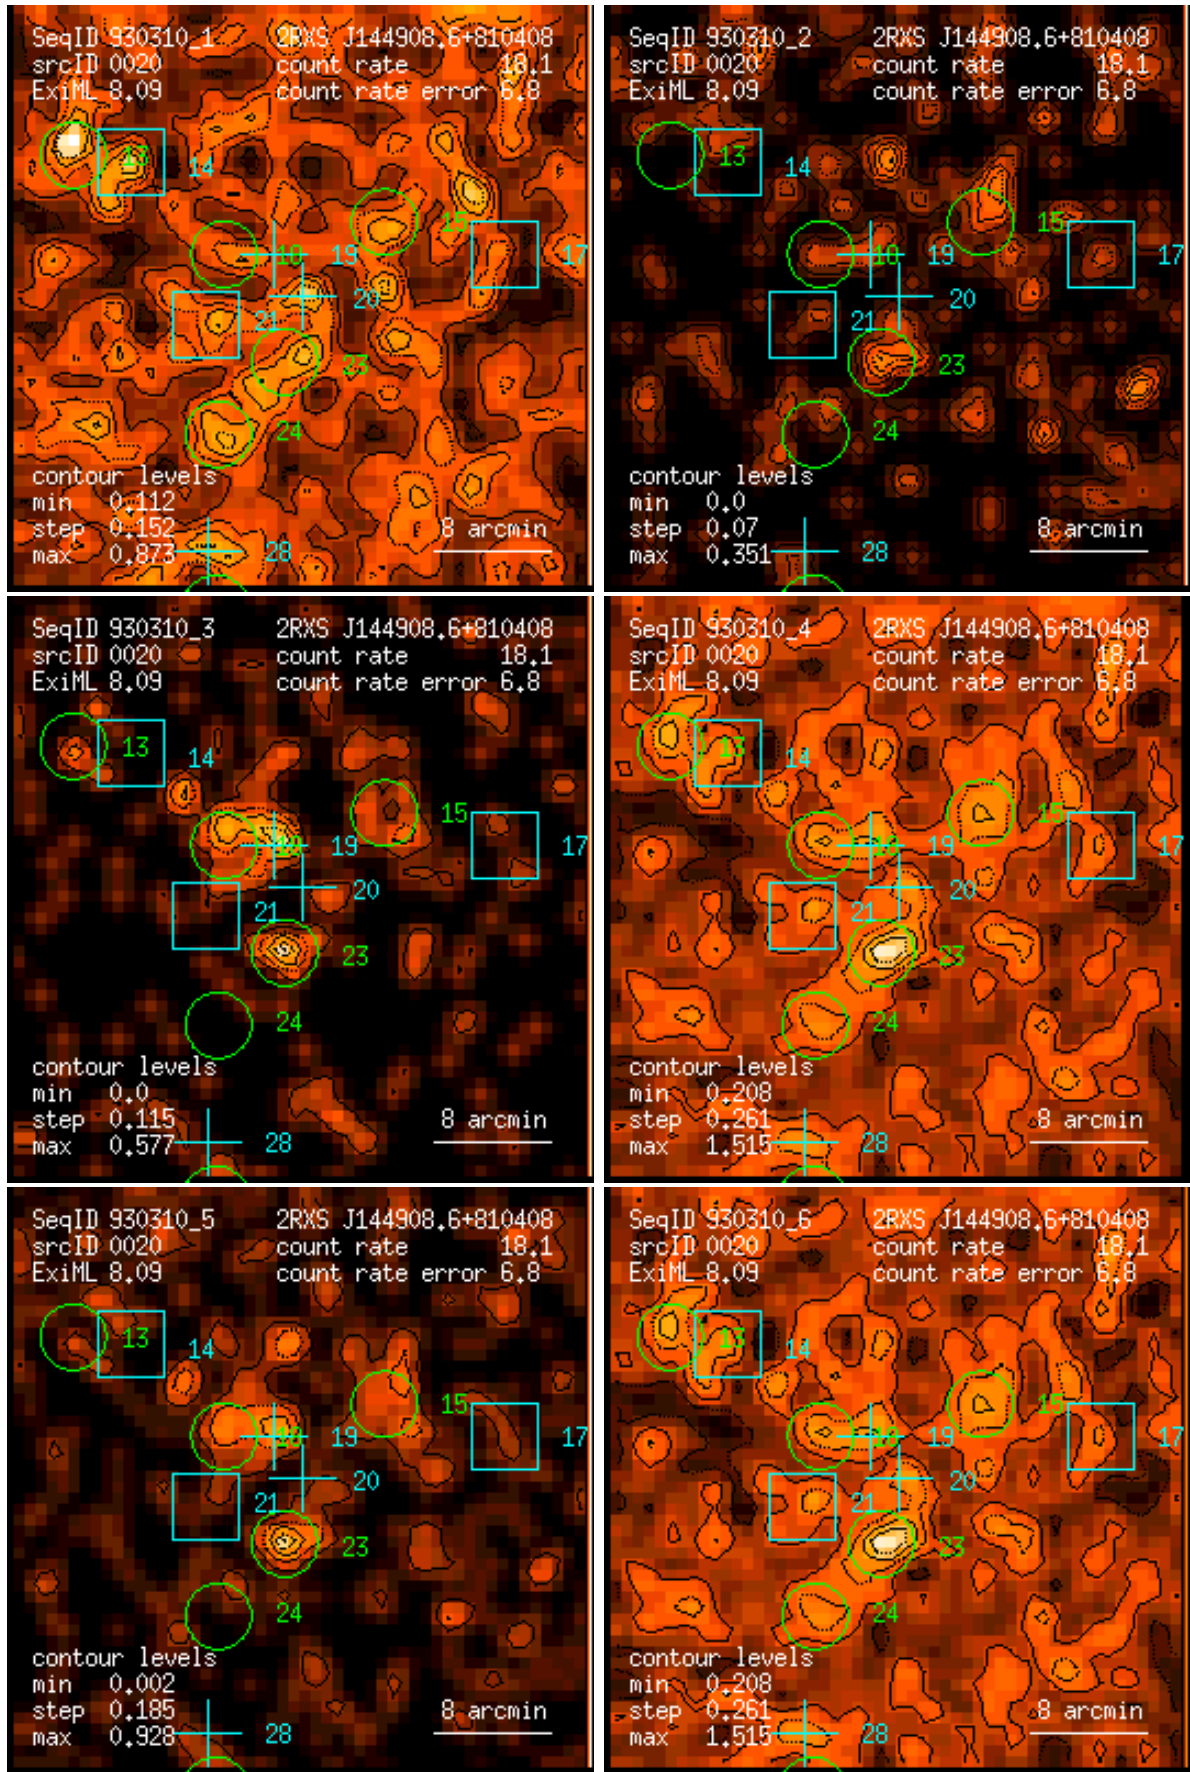 SeqID 930310_1 2RXS J144908.6+810408
srcID 0020 count rate 18.1
ExiML 8.09 count rate error 6.8
13
14
15
18 19 17
20
21
23
24
contour levels
min 0.112
step 0.152 8 arcmin
max 0.873 28
SeqID 930310_2 2RXS J144908.6+810408
srcID 0020 count rate 18.1
ExiML 8.09 count rate error 6.8
13
14
15
18 19 17
20
21
23
24
contour levels
min 0.0
step 0.07 8 arcmin
max 0.351 28
SeqID 930310_3 2RXS J144908.6+810408
srcID 0020 count rate 18.1
ExiML 8.09 count rate error 6.8
13
14
15
19 17
20
21
23
24
contour levels
min 0.0
step 0.115 8 arcmin
max 0.577 28
SeqID 930310_4 2RXS J144908.6+810408
srcID 0020 count rate 18.1
ExiML 8.09 count rate error 6.8
13
14
15
18 19 17
20
21
23
24
contour levels
min 0.208
step 0.261 8 arcmin
max 1.515 28
SeqID 930310_5 2RXS J144908.6+810408
srcID 0020 count rate 18.1
ExiML 8.09 count rate error 6.8
13
14
15
19 17
20
21
23
24
contour levels
min 0.002
step 0.185 8 arcmin
max 0.928 28
SeqID 930310_6 2RXS J144908.6+810408
srcID 0020 count rate 18.1
ExiML 8.09 count rate error 6.8
13
14
15
18 19 17
20
21
23
24
contour levels
min 0.208
step 0.261 8 arcmin
max 1.515 28